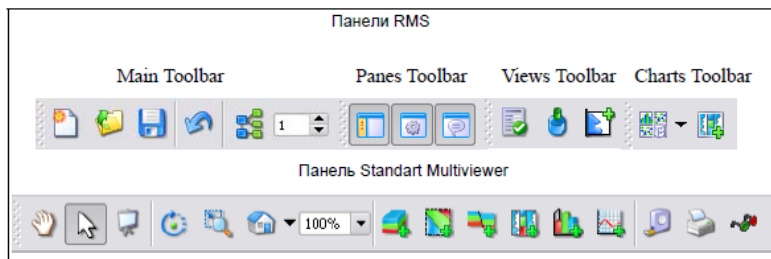 Панели RMS
Main Toolbar Panes Toolbar Views Toolbar Charts Toolbar
1
Панель Standart Multiviewer
100%